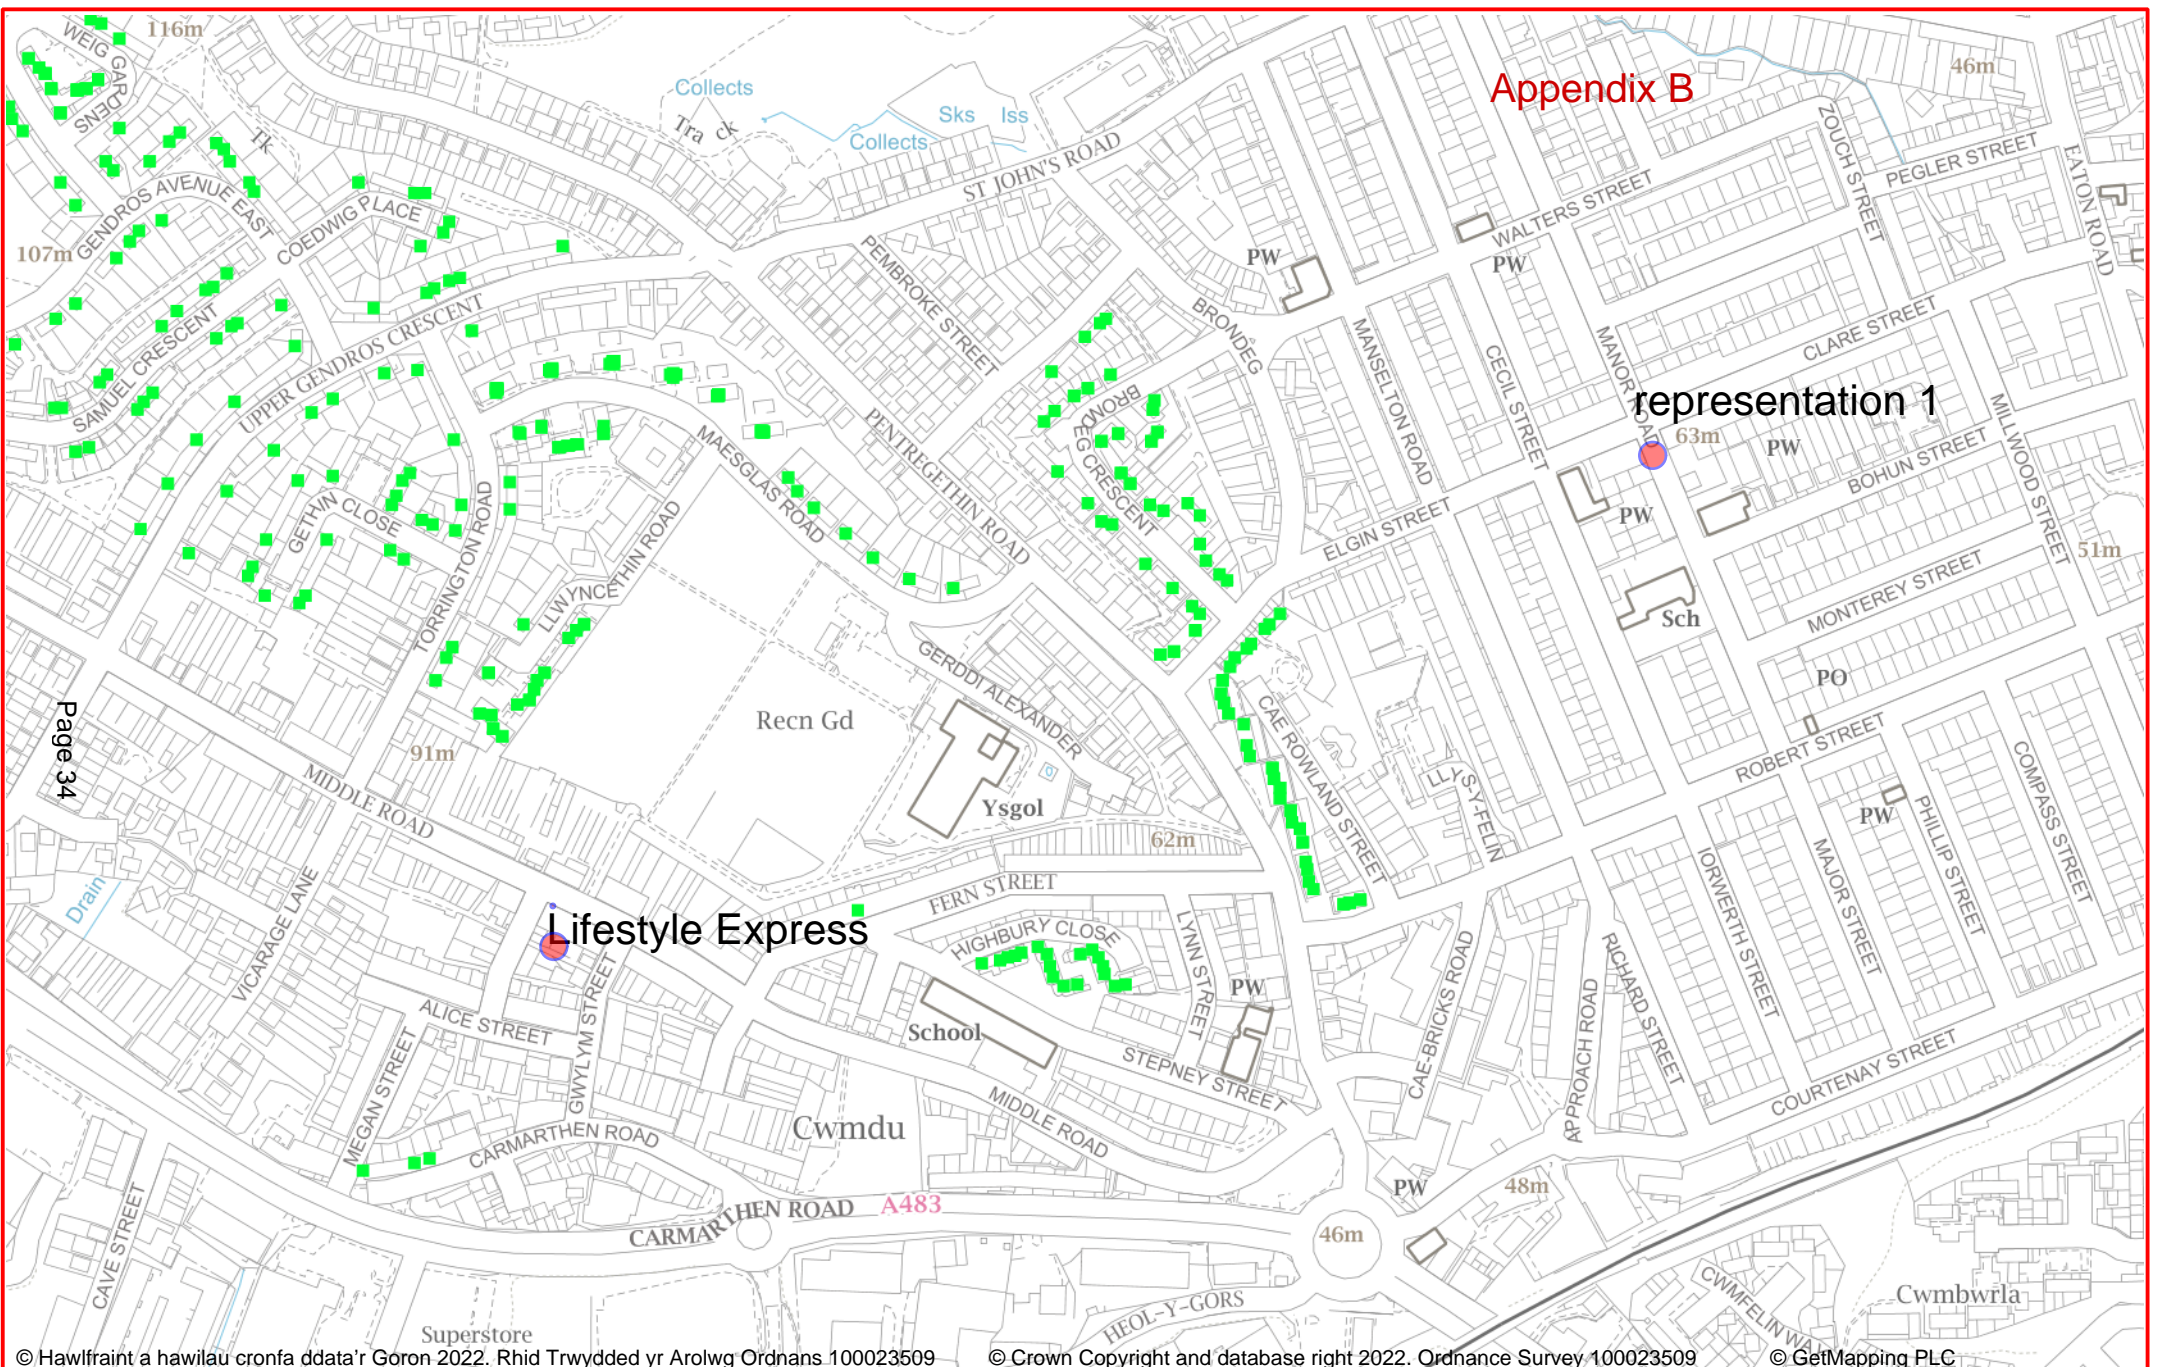 Appendix B
116m
WEIG GARDENS
Tk
Collects
Tra ck
Collects
Sks
Iss
ST JOHN'S ROAD
46m
ZOUCH STREET
PEGLER STREET
EATON ROAD
WALTERS STREET
PW
PW
GENDROS AVENUE EAST
COEDWIG PLACE
107m
PEMBROKE STREET
BRONDEG
SAMUEL CRESCENT
UPPER GENDROS CRESCENT
MANSELTON ROAD
CECIL STREET
MANOR ROAD
CLARE STREET
representation 1
63m
PW
MILLWOOD STREET
BOHUN STREET
BRONDEG CRESCENT
PENTREGETHIN ROAD
MAESGLAS ROAD
GETHIN CLOSE
TORRINGTON ROAD
LLWYNCETHIN ROAD
ELGIN STREET
PW
51m
MONTEREY STREET
Sch
PO
GERDDI ALEXANDER
Recn Gd
Ysgol
CAE ROWLAND STREET
LLYS-Y-FELIN
ROBERT STREET
COMPASS STREET
PW
PHILLIP STREET
MAJOR STREET
IORWERTH STREET
RICHARD STREET
Page 34
91m
MIDDLE ROAD
62m
FERN STREET
Drain
VICARAGE LANE
Lifestyle Express
HIGHBURY CLOSE
LYNN STREET
PW
School
ALICE STREET
GWYLYM STREET
MEGAN STREET
STEPNEY STREET
CAE-BRICKS ROAD
APPROACH ROAD
COURTENAY STREET
Cwmdu
MIDDLE ROAD
CARMARTHEN ROAD
CARMARTHEN ROAD
A483
PW
48m
46m
CAVE STREET
Superstore
HEOL-Y-GORS
CWMFELIN WAY
Cwmbwrla
© Hawlfraint a hawliau cronfa ddata'r Goron 2022. Rhid Trwydded yr Arolwg Ordnans 100023509
© Crown Copyright and database right 2022. Ordnance Survey 100023509
© GetMapping PLC